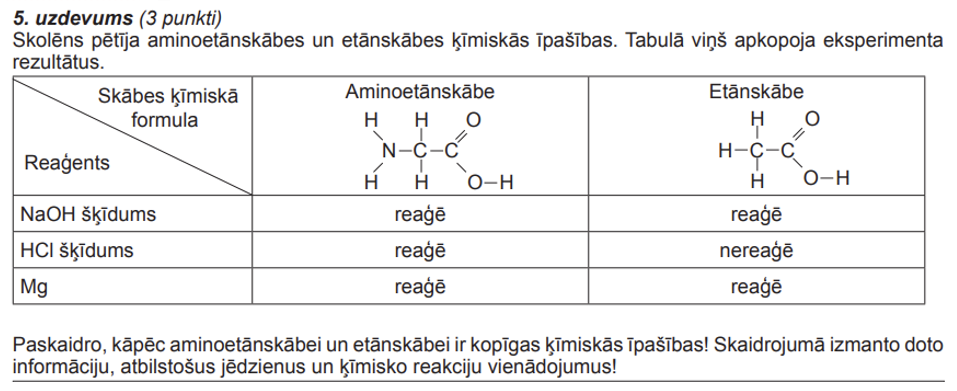 5. uzdevums (3 punkti)
Skolēns pētīja aminoetānskābes un etānskābes ķīmiskās īpašības. Tabulā viņš apkopoja eksperimenta
rezultātus.
Skābes ķīmiskā
formula
Reaģents
Aminoetānskābe
H H O
N–C–C
H H O–H
Etānskābe
H O
H–C–C
H O–H
NaOH šķīdums reaģē reaģē
HCl šķīdums reaģē nereaģē
Mg reaģē reaģē
Paskaidro, kāpēc aminoetānskābei un etānskābei ir kopīgas ķīmiskās īpašības! Skaidrojumā izmanto doto
informāciju, atbilstošus jēdzienus un ķīmisko reakciju vienādojumus!